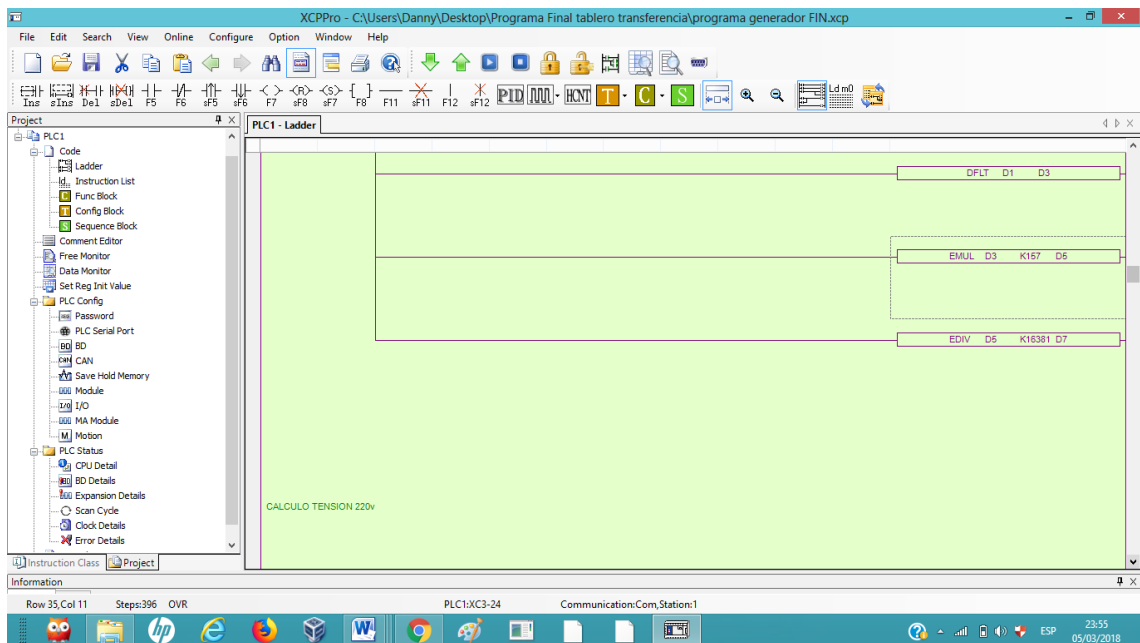 XCPPro - C:\Users\Danny\Desktop\Programa Final tablero transferencia\programa generador FIN.xcp
File Edit Search View Online Configure Option Window Help
Ins sIns Del sDel F5 F6 sF5 sF6 F7 sF8 sF7 F8 F11 sF11 F12 sF12 PID HCNT T C S Ld m0
Project
PLC1 - Ladder
PLC1
Code
Ladder
Instruction List
Func Block
Config Block
Sequence Block
Comment Editor
Free Monitor
Data Monitor
Set Reg Init Value
PLC Config
Password
PLC Serial Port
BD BD
CAN CAN
Save Hold Memory
Module
I/O I/O
MA Module
M Motion
PLC Status
CPU Detail
BD Details
Expansion Details
Scan Cycle
Clock Details
Error Details
DFLT D1 D3
EMUL D3 K157 D5
EDIV D5 K16381 D7
CALCULO TENSION 220v
Instruction Class Project
Information
Row 35,Col 11 Steps:396 OVR PLC1:XC3-24 Communication:Com,Station:1
ESP 23:55
05/03/2018